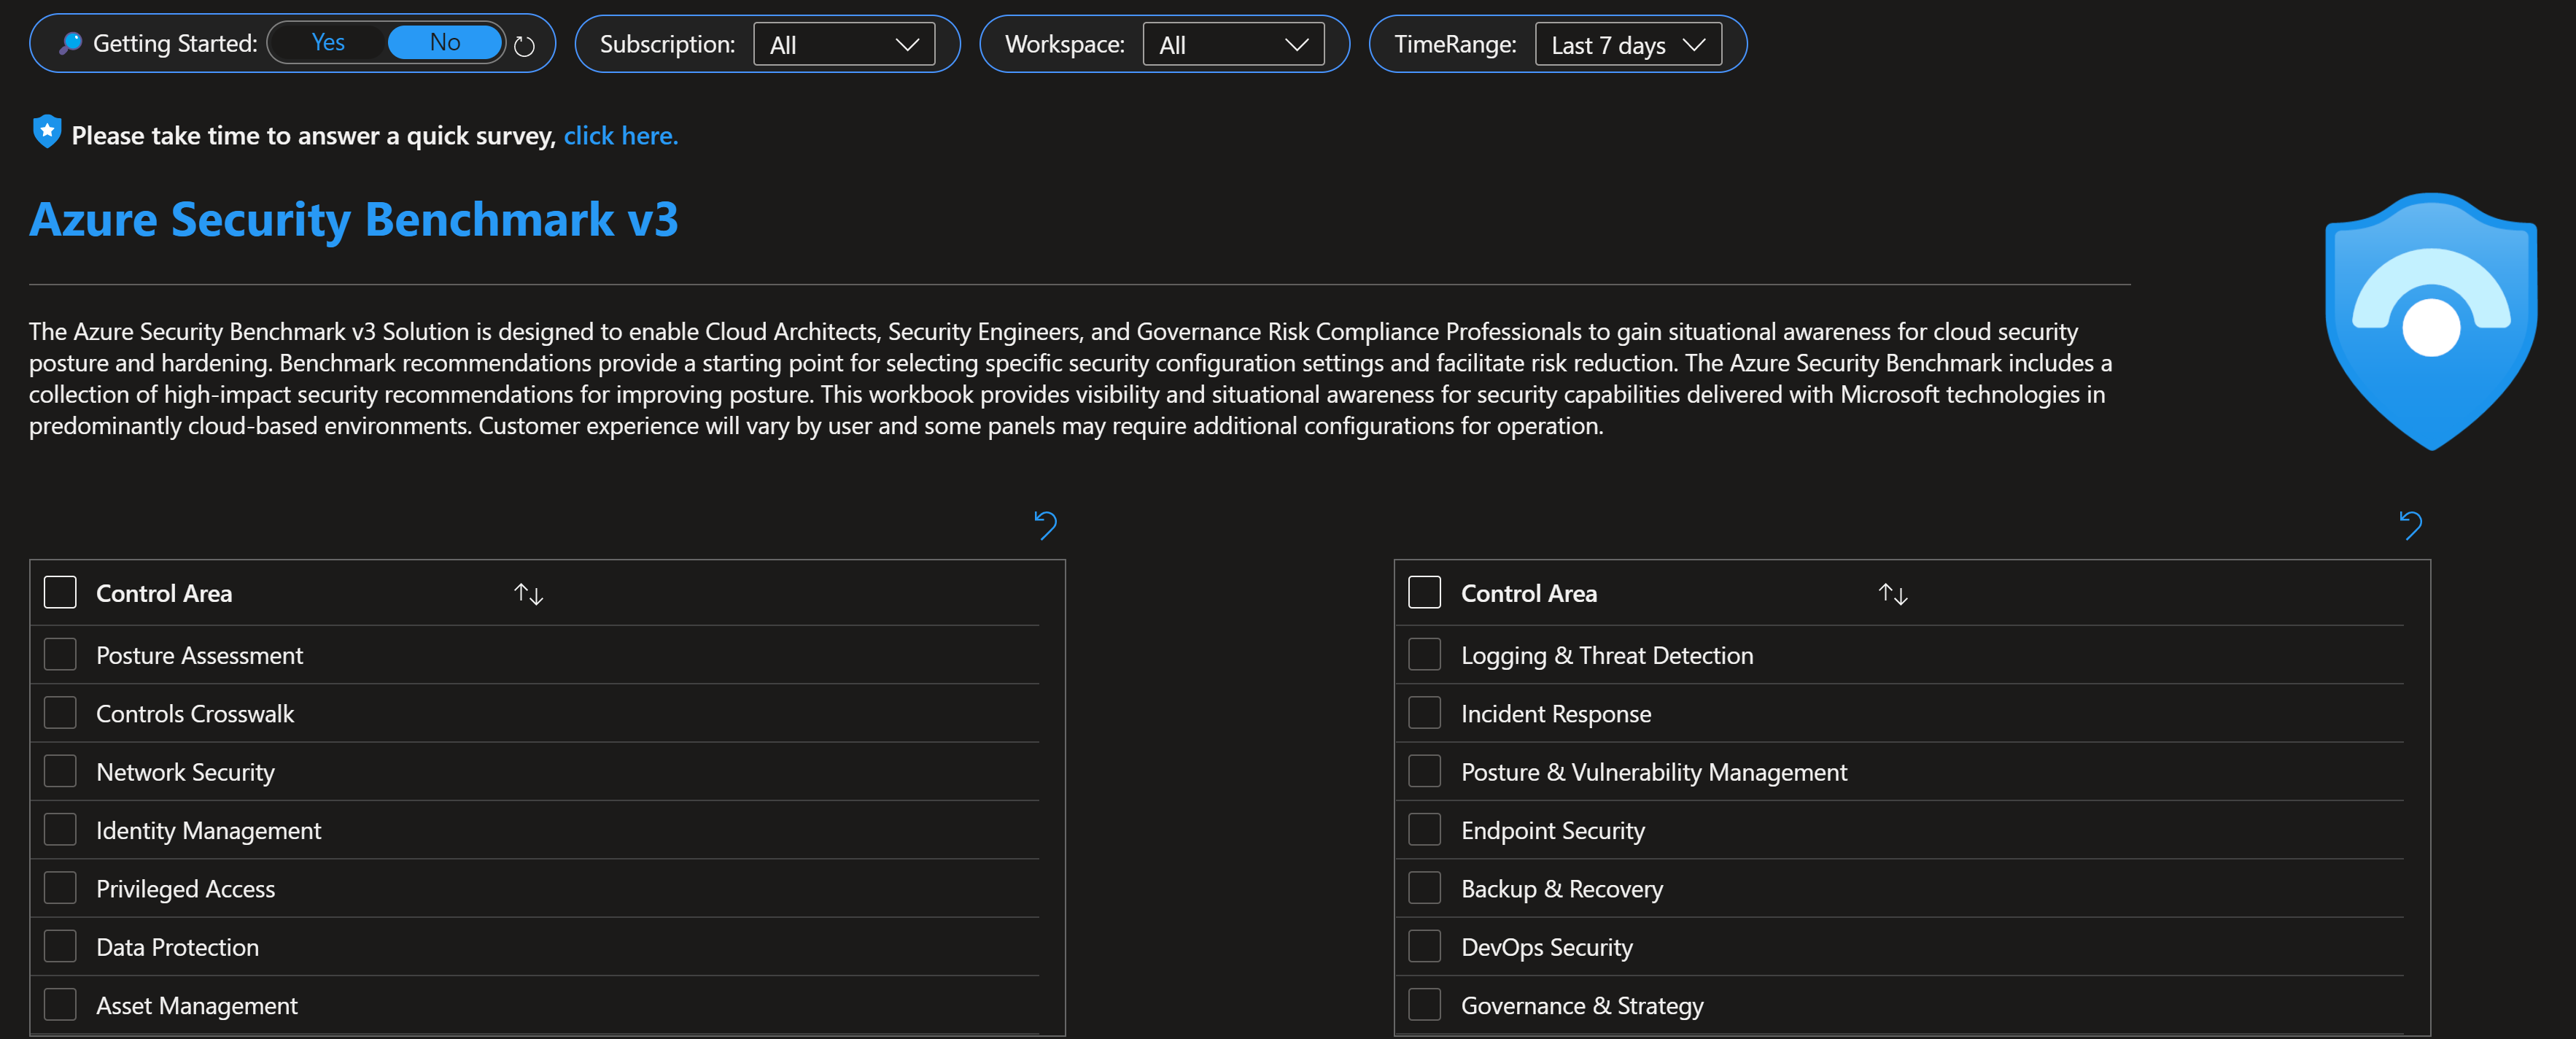 Getting Started: Yes No
Subscription: All
Workspace: All
TimeRange: Last 7 days
Please take time to answer a quick survey, click here.
Azure Security Benchmark v3
The Azure Security Benchmark v3 Solution is designed to enable Cloud Architects, Security Engineers, and Governance Risk Compliance Professionals to gain situational awareness for cloud security
posture and hardening. Benchmark recommendations provide a starting point for selecting specific security configuration settings and facilitate risk reduction. The Azure Security Benchmark includes a
collection of high-impact security recommendations for improving posture. This workbook provides visibility and situational awareness for security capabilities delivered with Microsoft technologies in
predominantly cloud-based environments. Customer experience will vary by user and some panels may require additional configurations for operation.
Control Area
Posture Assessment
Controls Crosswalk
Network Security
Identity Management
Privileged Access
Data Protection
Asset Management
Control Area
Logging & Threat Detection
Incident Response
Posture & Vulnerability Management
Endpoint Security
Backup & Recovery
DevOps Security
Governance & Strategy